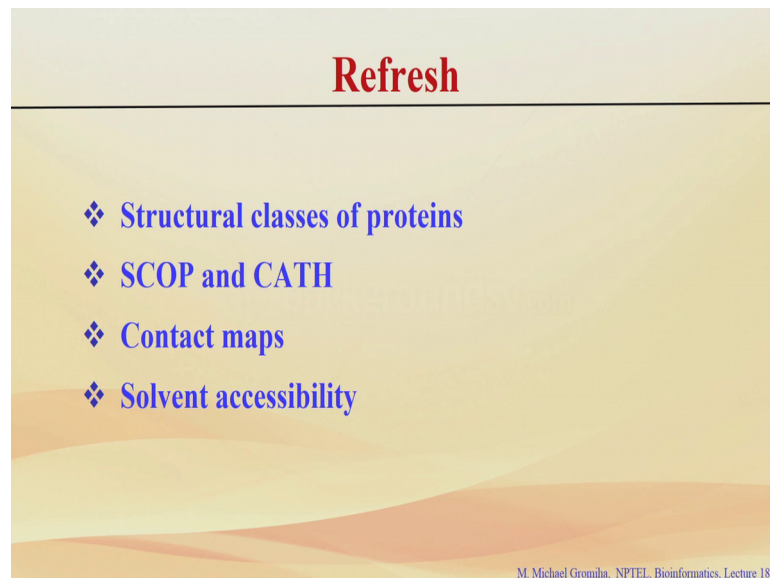 Refresh
❖ Structural classes of proteins
❖ SCOP and CATH
❖ Contact maps
❖ Solvent accessibility
M. Michael Gromiha, NPTEL, Bioinformatics, Lecture 18